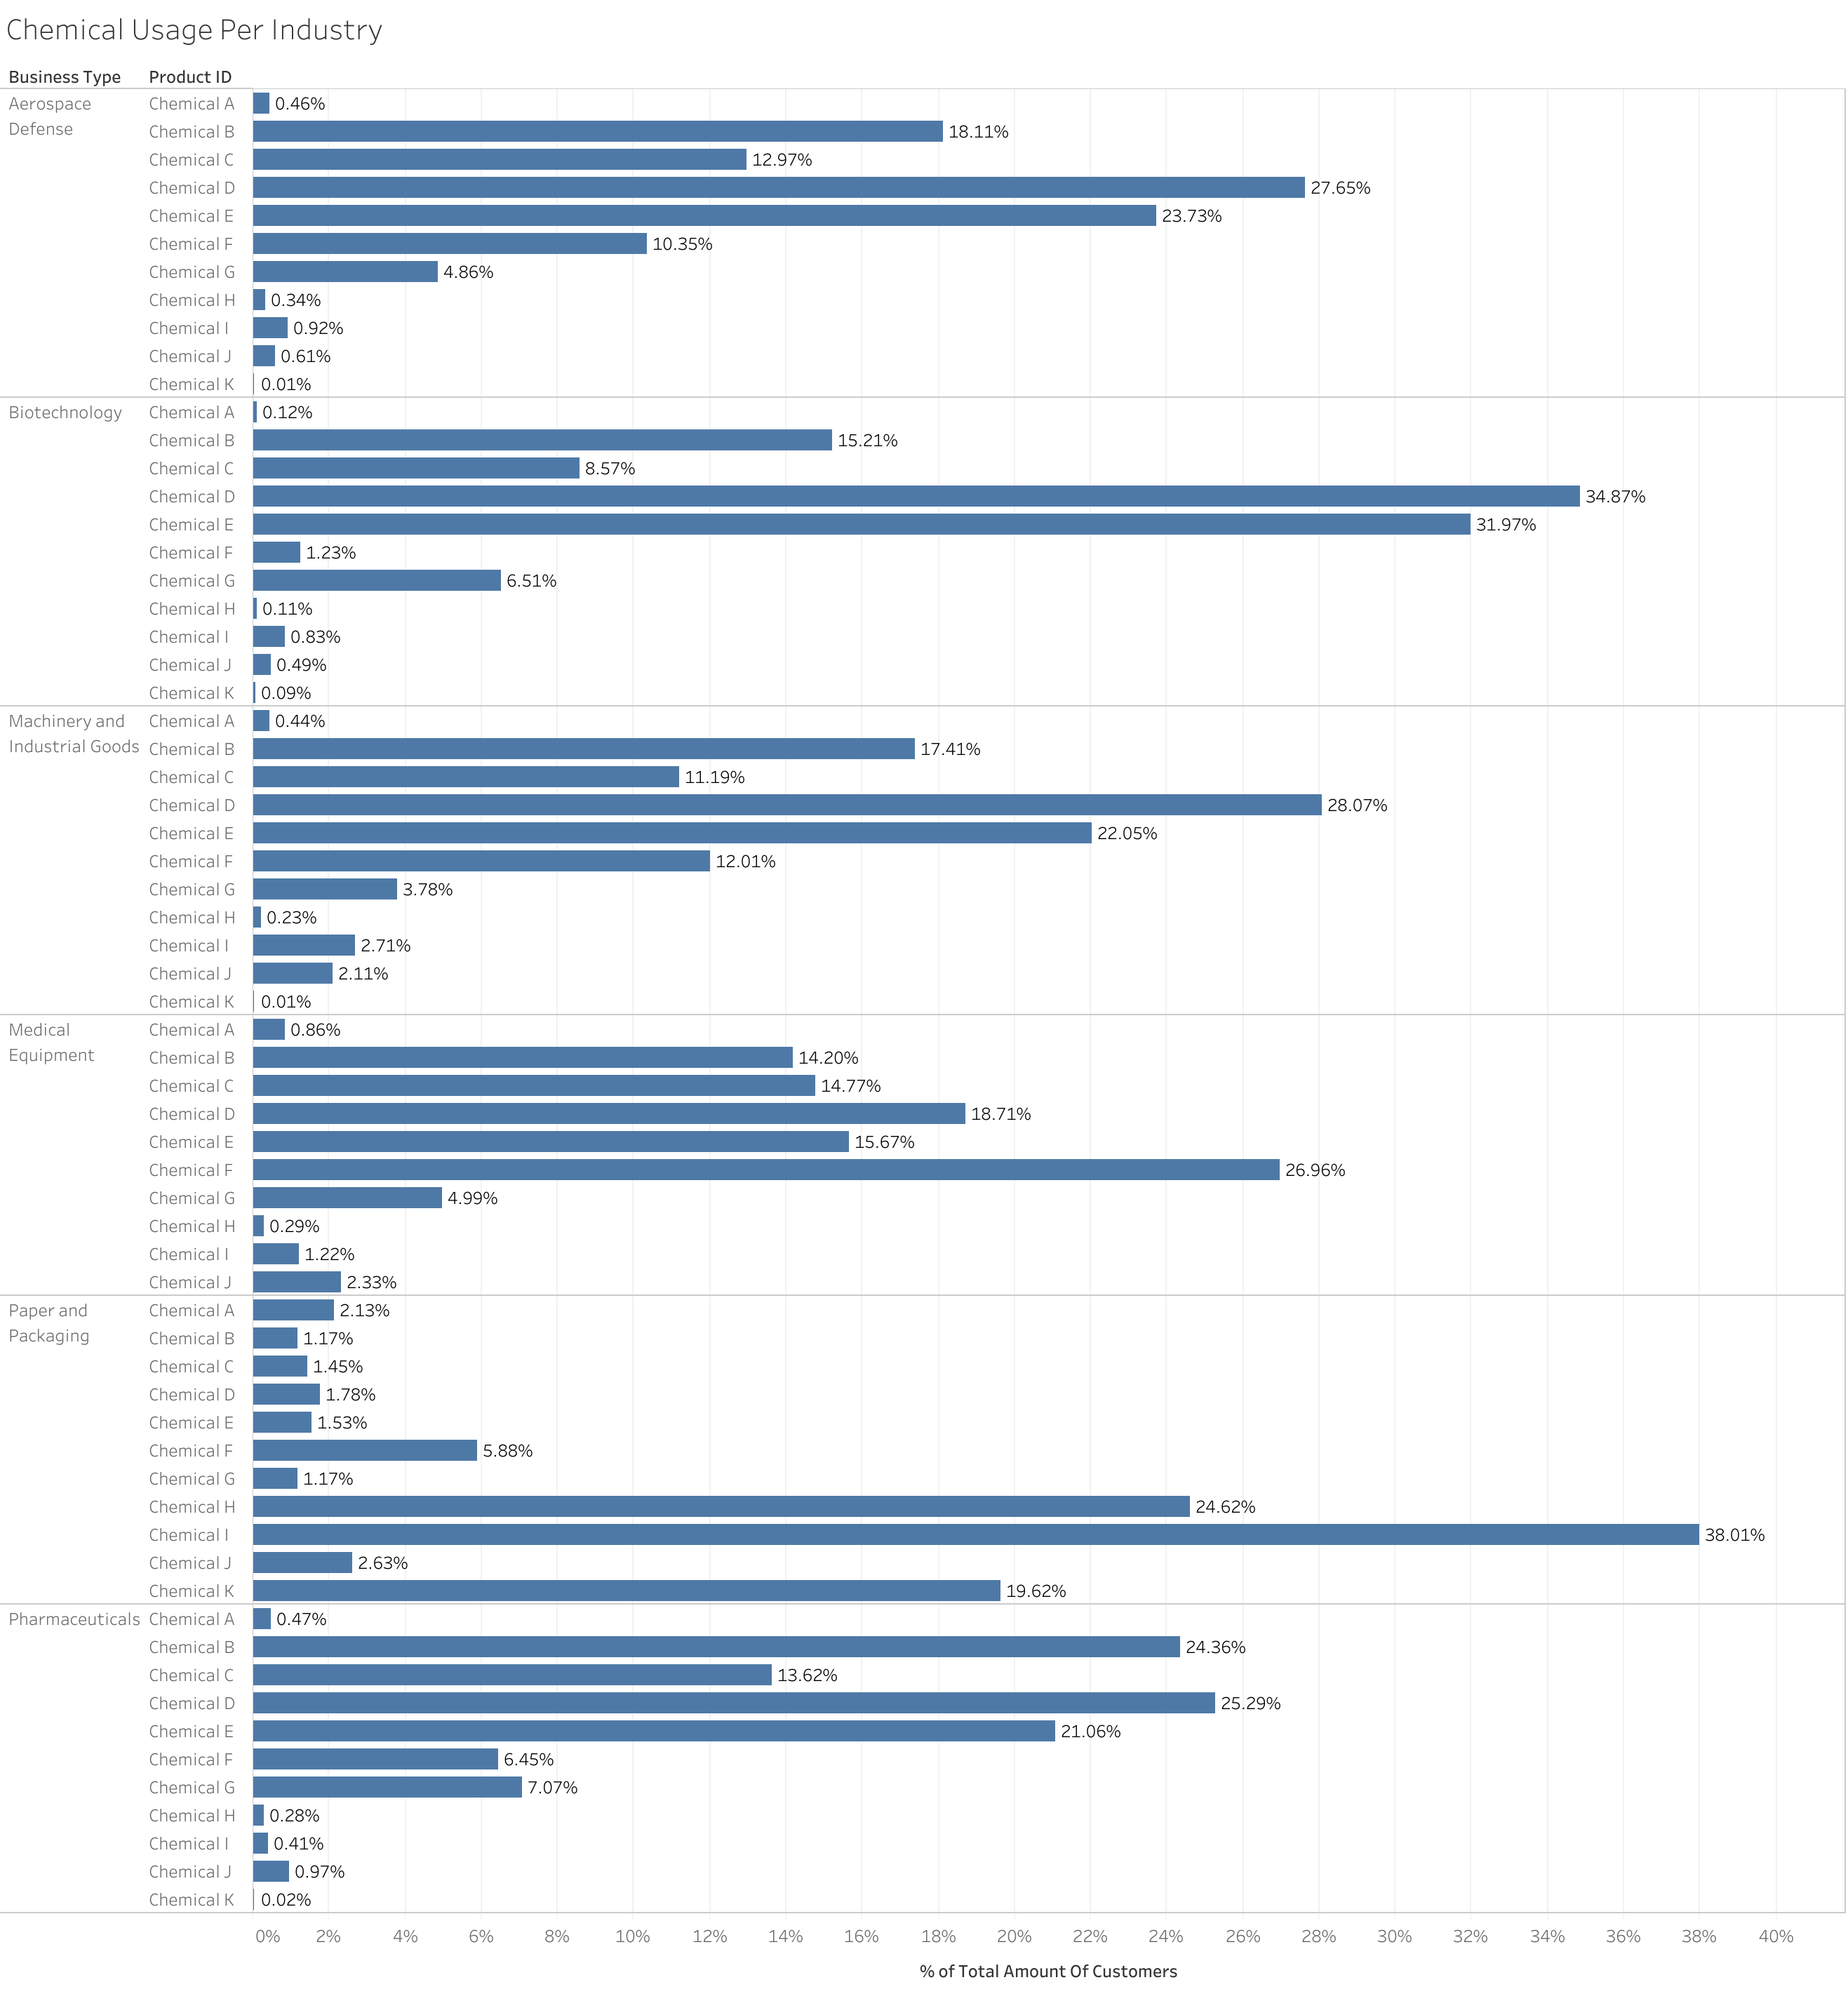 Chemical Usage Per Industry
Business Type Product ID
Aerospace Defense Chemical A 0.46%
Chemical B 18.11%
Chemical C 12.97%
Chemical D 27.65%
Chemical E 23.73%
Chemical F 10.35%
Chemical G 4.86%
Chemical H 0.34%
Chemical I 0.92%
Chemical J 0.61%
Chemical K 0.01%
Biotechnology Chemical A 0.12%
Chemical B 15.21%
Chemical C 8.57%
Chemical D 34.87%
Chemical E 31.97%
Chemical F 1.23%
Chemical G 6.51%
Chemical H 0.11%
Chemical I 0.83%
Chemical J 0.49%
Chemical K 0.09%
Machinery and Industrial Goods Chemical A 0.44%
Chemical B 17.41%
Chemical C 11.19%
Chemical D 28.07%
Chemical E 22.05%
Chemical F 12.01%
Chemical G 3.78%
Chemical H 0.23%
Chemical I 2.71%
Chemical J 2.11%
Chemical K 0.01%
Medical Equipment Chemical A 0.86%
Chemical B 14.20%
Chemical C 14.77%
Chemical D 18.71%
Chemical E 15.67%
Chemical F 26.96%
Chemical G 4.99%
Chemical H 0.29%
Chemical I 1.22%
Chemical J 2.33%
Paper and Packaging Chemical A 2.13%
Chemical B 1.17%
Chemical C 1.45%
Chemical D 1.78%
Chemical E 1.53%
Chemical F 5.88%
Chemical G 1.17%
Chemical H 24.62%
Chemical I 38.01%
Chemical J 2.63%
Chemical K 19.62%
Pharmaceuticals Chemical A 0.47%
Chemical B 24.36%
Chemical C 13.62%
Chemical D 25.29%
Chemical E 21.06%
Chemical F 6.45%
Chemical G 7.07%
Chemical H 0.28%
Chemical I 0.41%
Chemical J 0.97%
Chemical K 0.02%
0% 2% 4% 6% 8% 10% 12% 14% 16% 18% 20% 22% 24% 26% 28% 30% 32% 34% 36% 38% 40%
% of Total Amount Of Customers